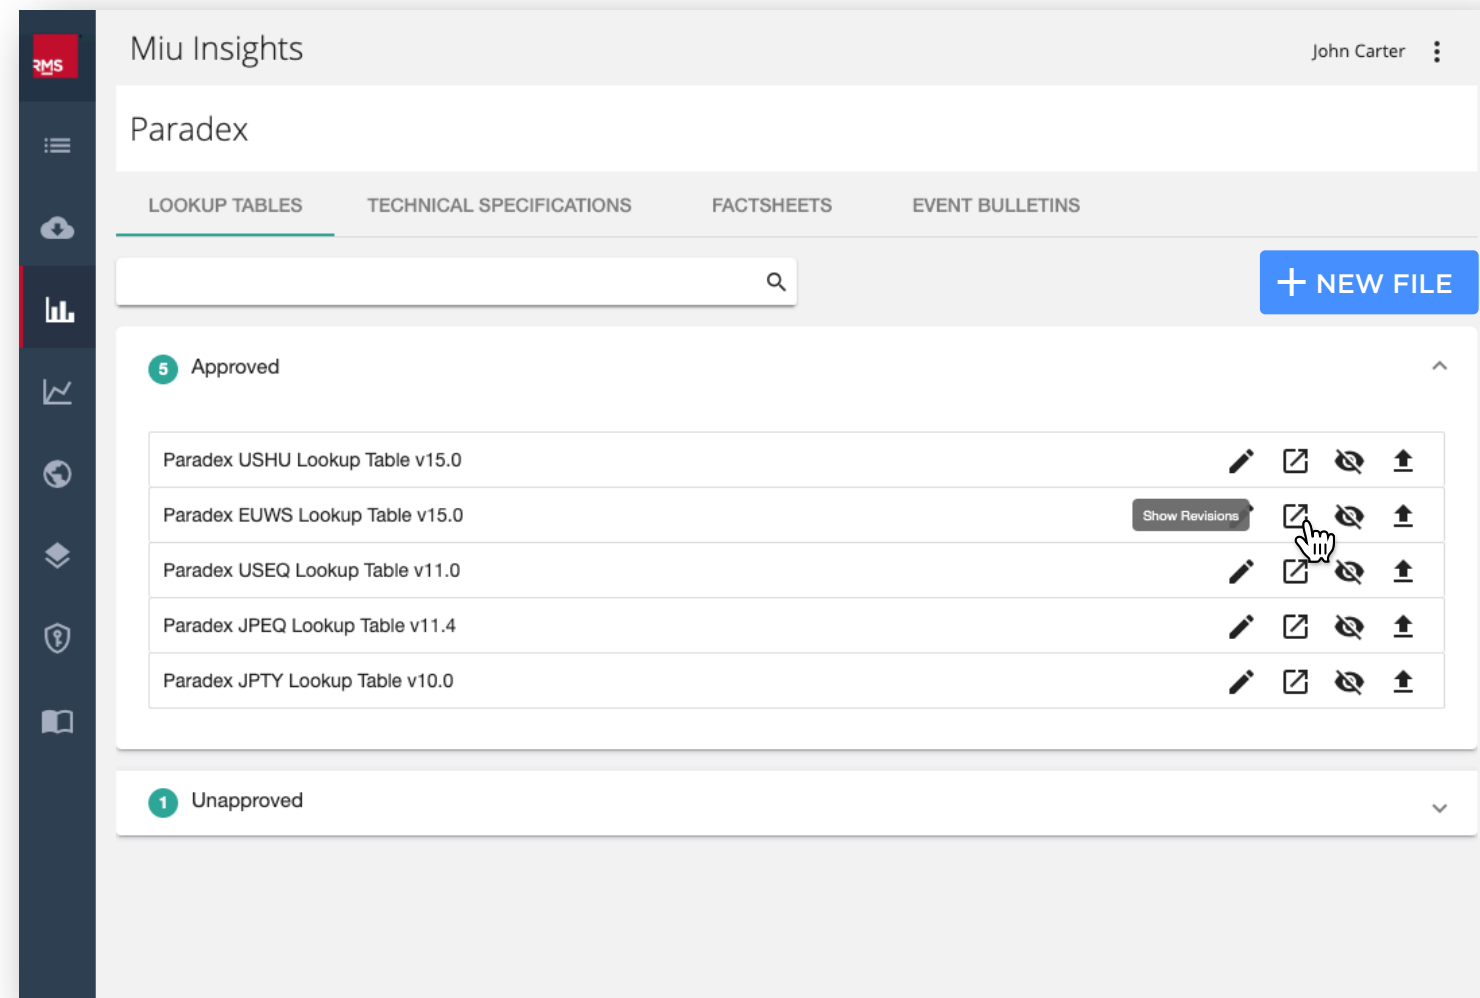 RMS
Miu Insights
John Carter
Paradex
LOOKUP TABLES
TECHNICAL SPECIFICATIONS
FACTSHEETS
EVENT BULLETINS
+ NEW FILE
5 Approved
Paradex USHU Lookup Table v15.0
Paradex EUWS Lookup Table v15.0
Show Revisions
Paradex USEQ Lookup Table v11.0
Paradex JPEQ Lookup Table v11.4
Paradex JPTY Lookup Table v10.0
1 Unapproved